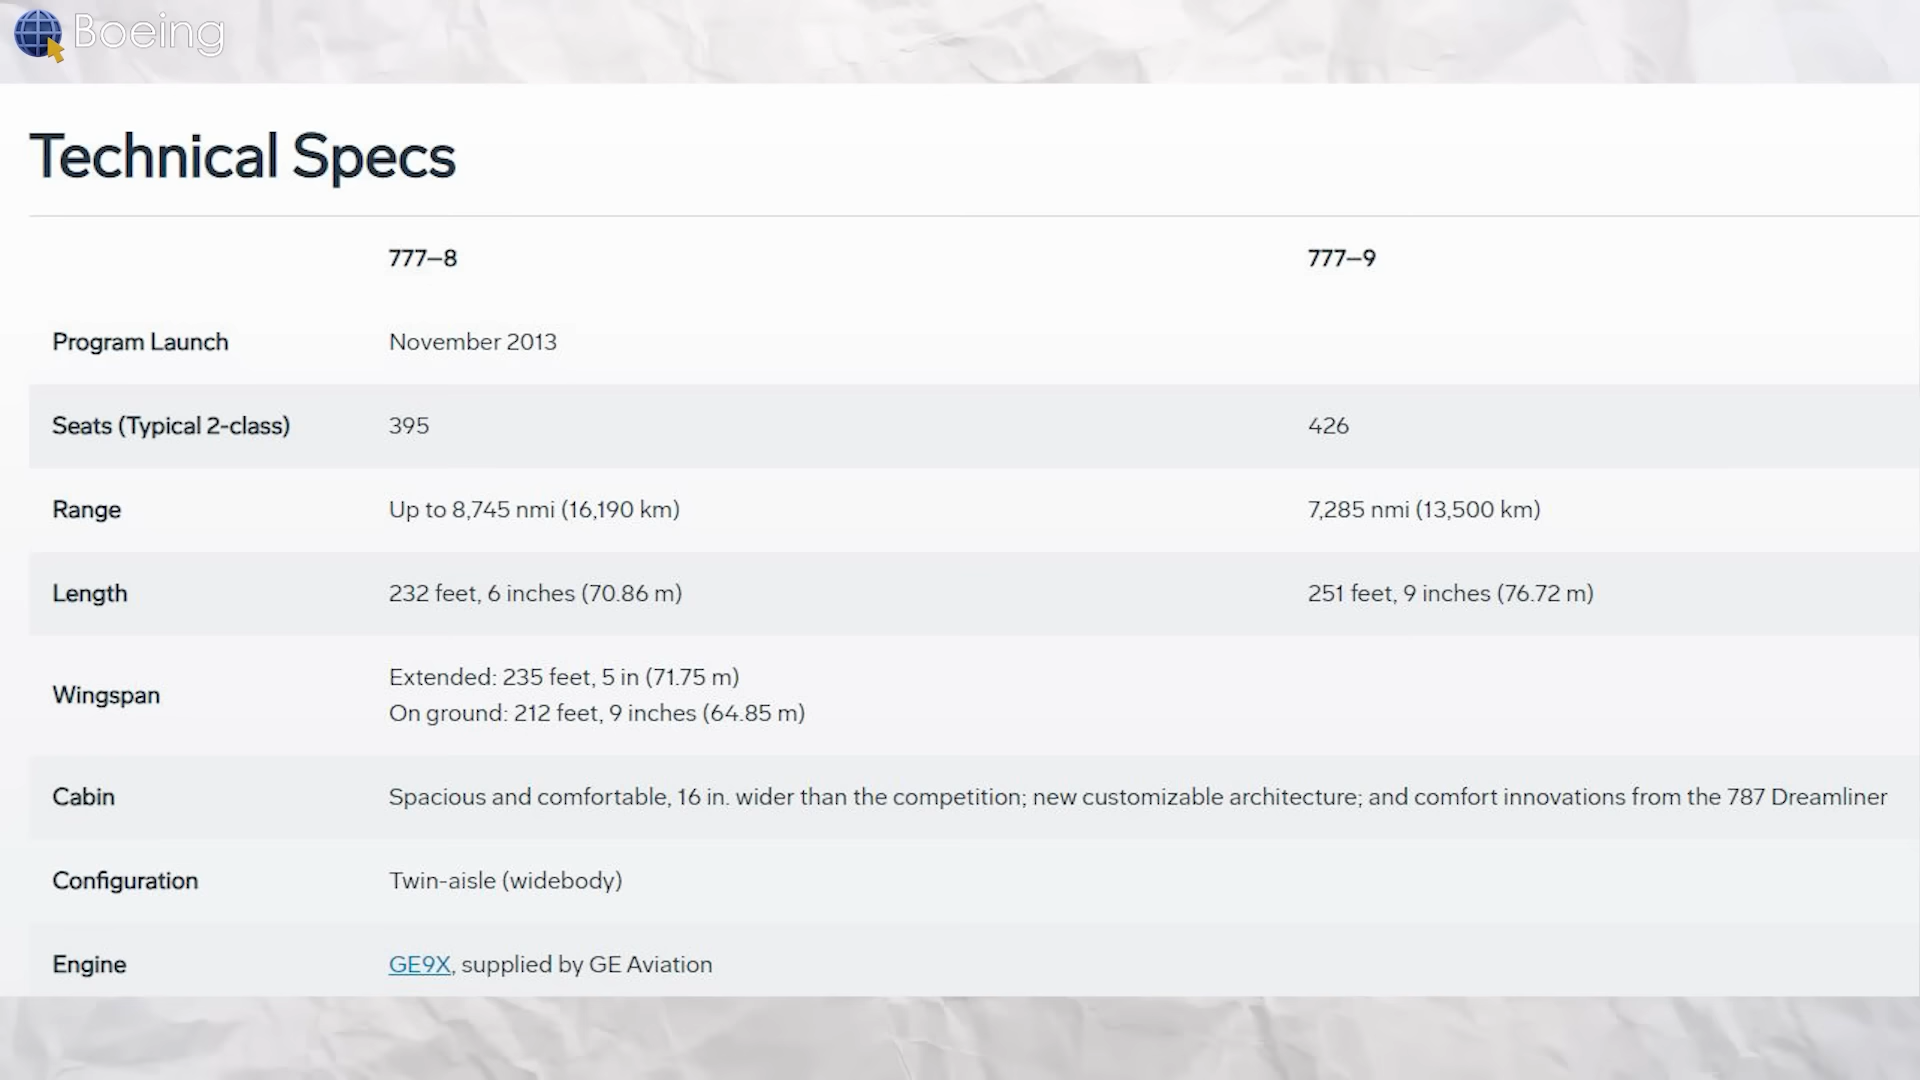 Boeing
Technical Specs
777–8 777–9
Program Launch November 2013
Seats (Typical 2-class) 395 426
Range Up to 8,745 nmi (16,190 km) 7,285 nmi (13,500 km)
Length 232 feet, 6 inches (70.86 m) 251 feet, 9 inches (76.72 m)
Wingspan Extended: 235 feet, 5 in (71.75 m)
On ground: 212 feet, 9 inches (64.85 m)
Cabin Spacious and comfortable, 16 in. wider than the competition; new customizable architecture; and comfort innovations from the 787 Dreamliner
Configuration Twin-aisle (widebody)
Engine GE9X, supplied by GE Aviation